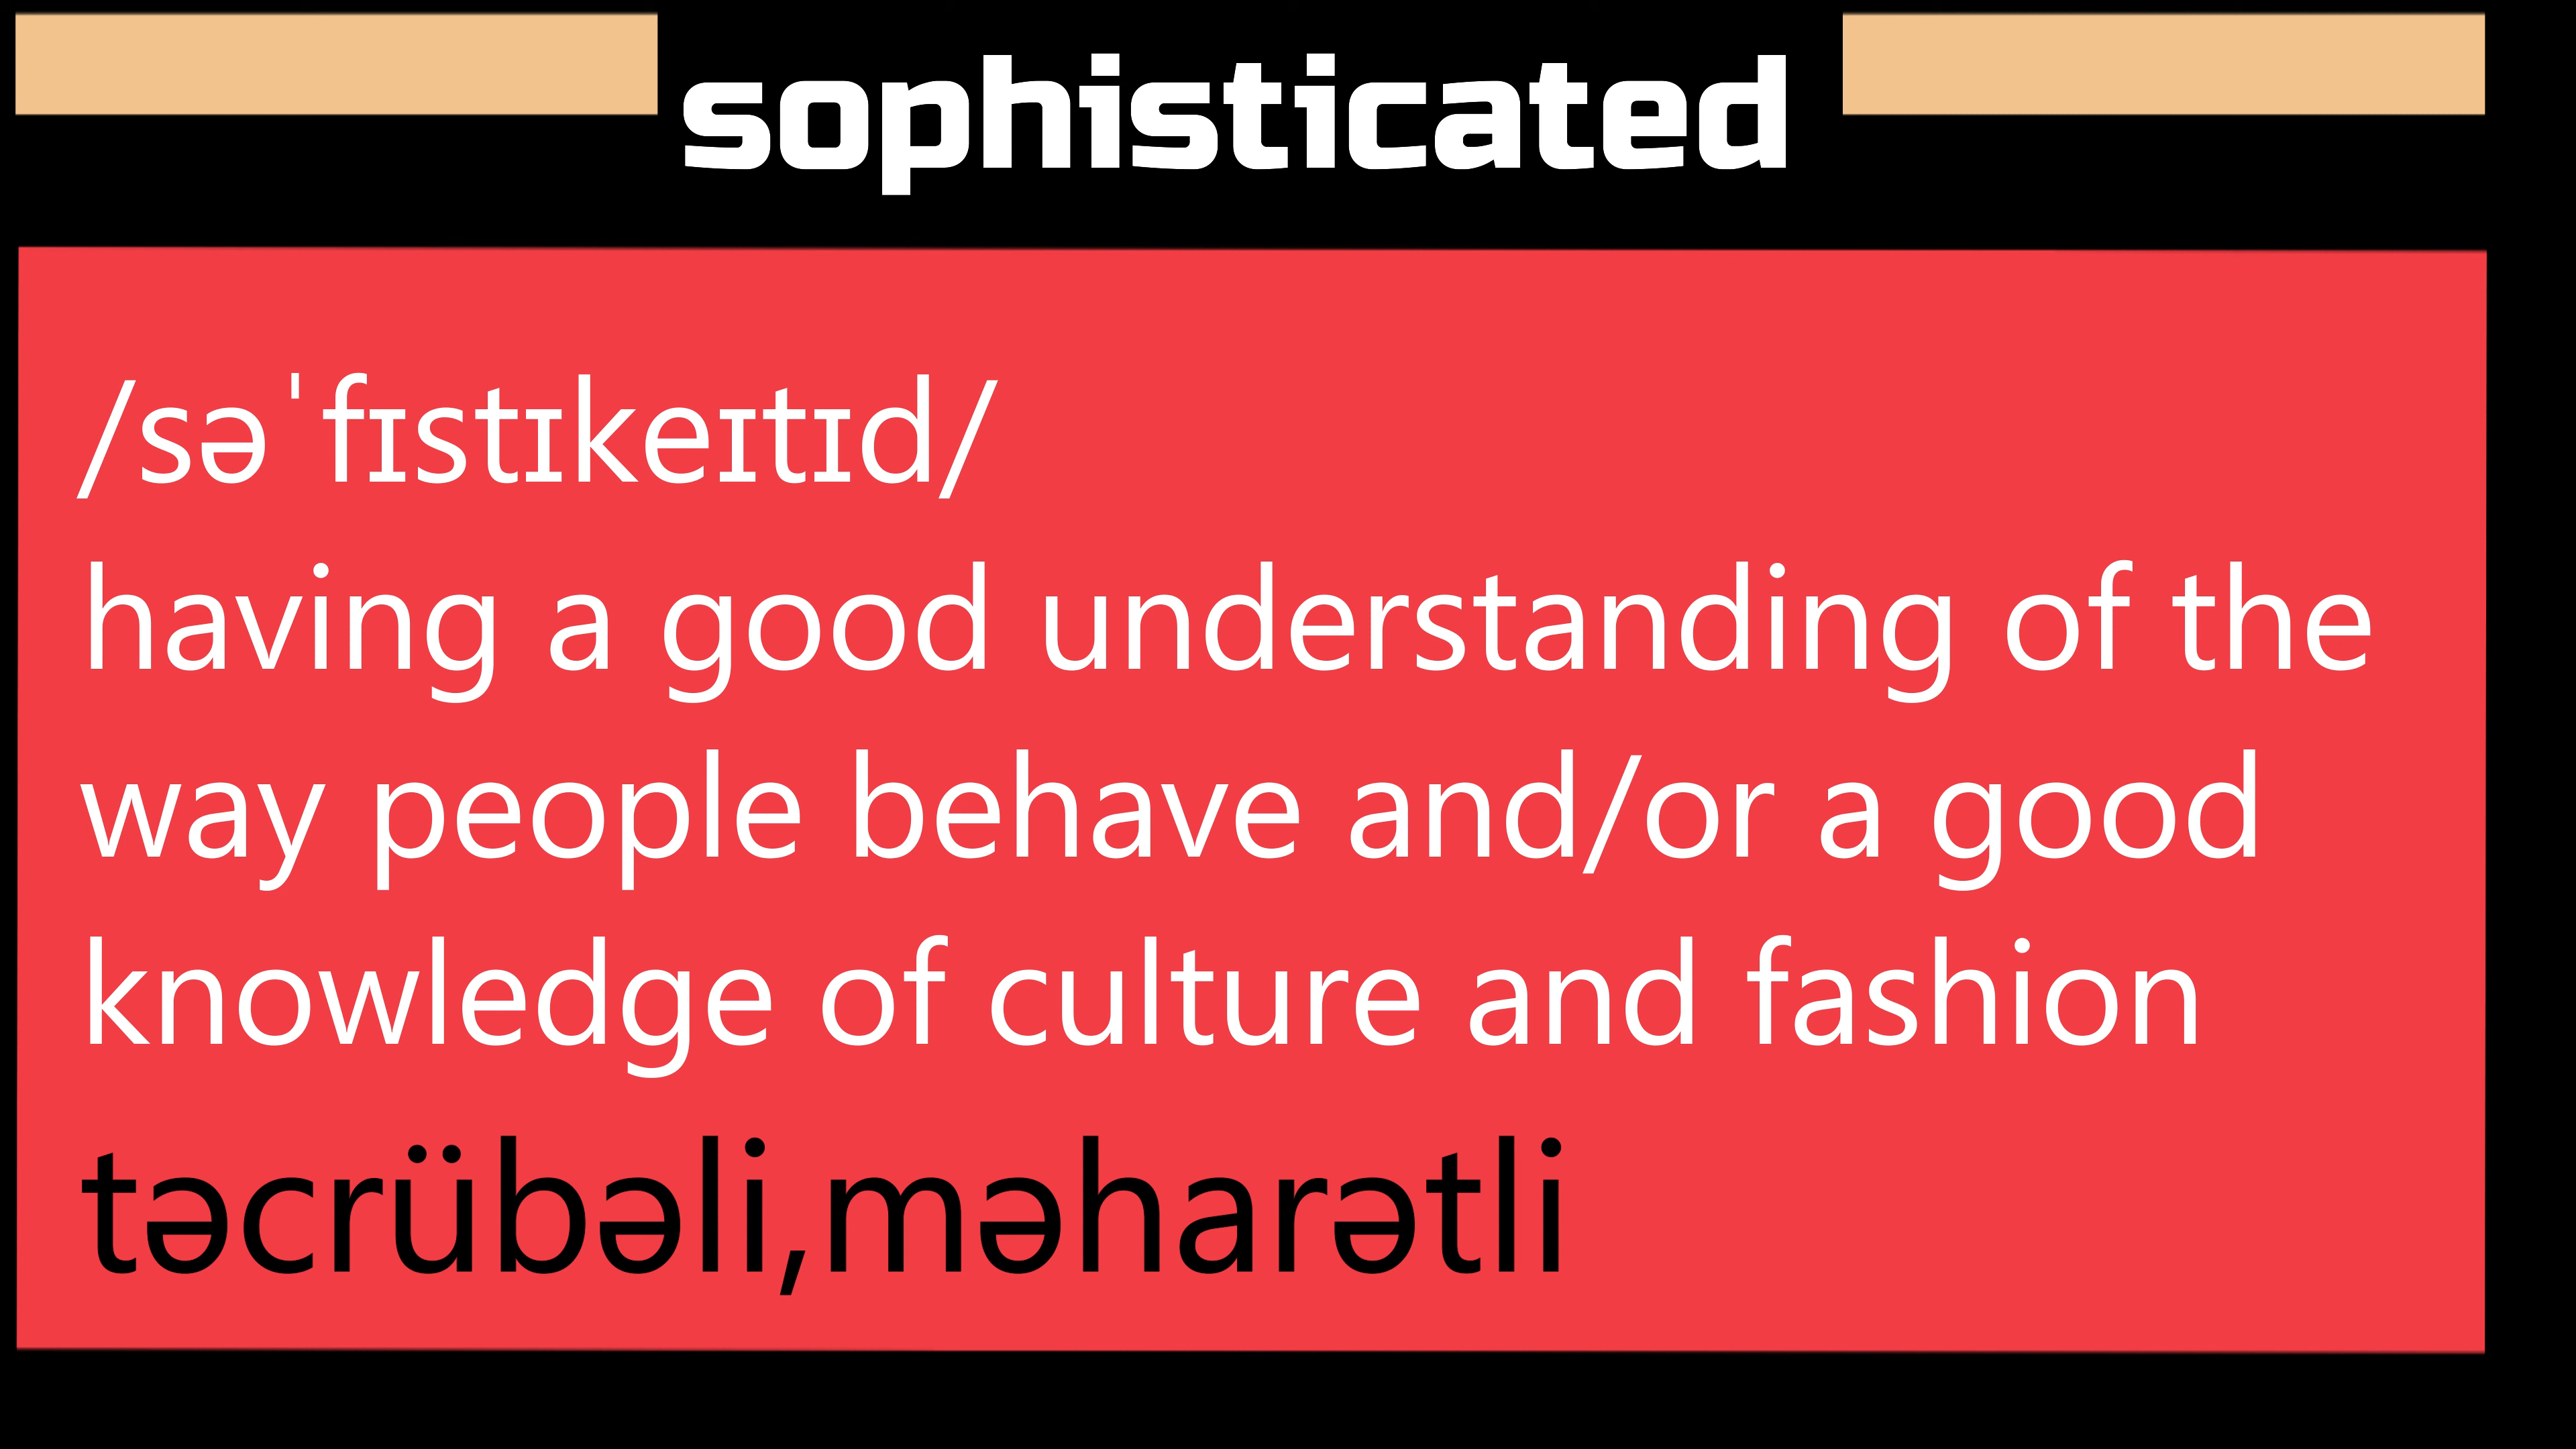 sophisticated
/səˈfɪstɪkeɪtɪd/
having a good understanding of the
way people behave and/or a good
knowledge of culture and fashion
təcrübəli,məharətli